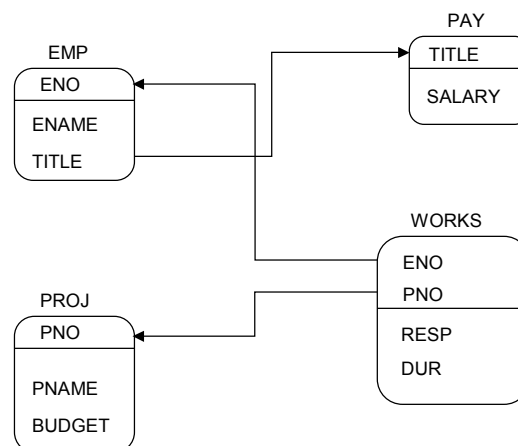 PAY
TITLE
SALARY
EMP
ENO
ENAME
TITLE
WORKS
ENO
PNO
RESP
DUR
PROJ
PNO
PNAME
BUDGET